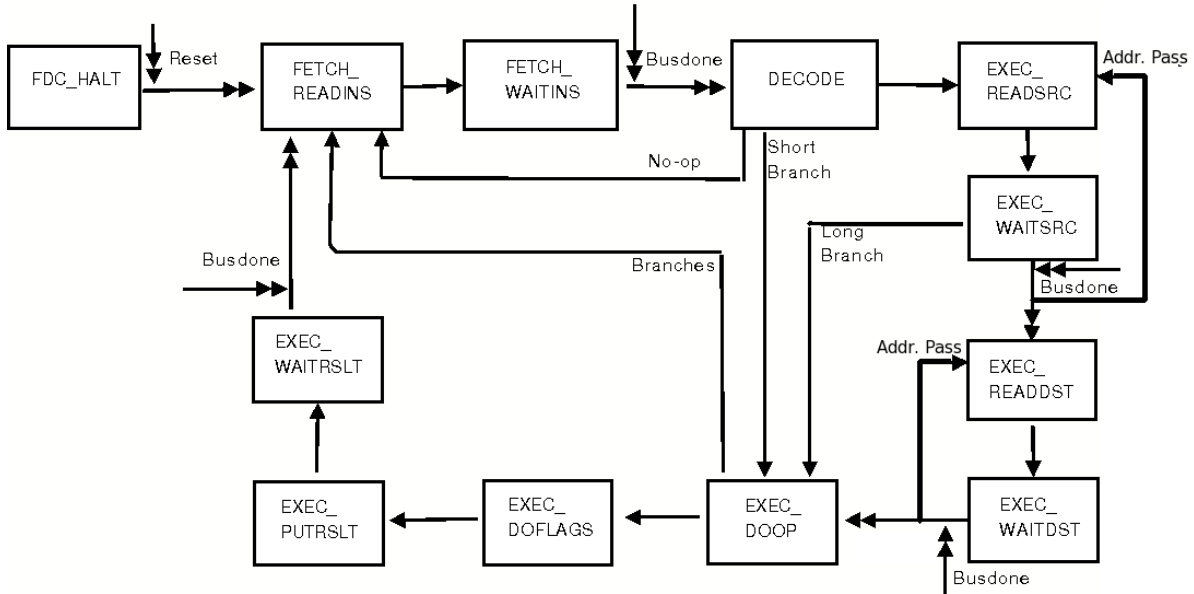 FDC_HALT
Reset
FETCH_
READINS
FETCH_
WAITINS
Busdone
DECODE
EXEC_
READSRC
Addr. Pass
No-op
Short
Branch
EXEC_
WAITSRC
Long
Branch
Busdone
Branches
Busdone
EXEC_
WAITRSLT
Addr. Pass
EXEC_
READDST
EXEC_
PUTRSLT
EXEC_
DOFLAGS
EXEC_
DOOP
EXEC_
WAITDST
Busdone